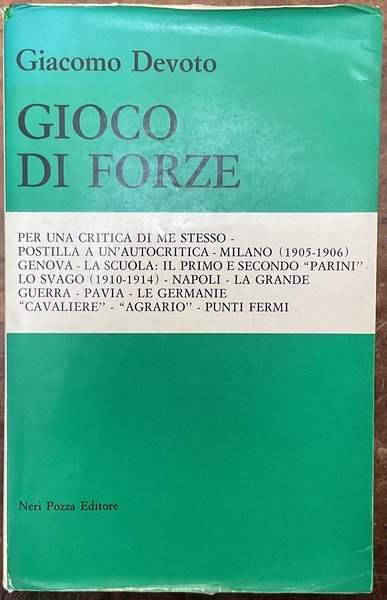 Giacomo Devoto
GIOCO
DI FORZE
PER UNA CRITICA DI ME STESSO -
POSTILLA A UN'AUTOCRITICA - MILANO (1905-1906)
GENOVA - LA SCUOLA: IL PRIMO E SECONDO "PARINI"
LO SVAGO (1910-1914) - NAPOLI - LA GRANDE
GUERRA - PAVIA - LE GERMANIE
"CAVALIERE" - "AGRARIO" - PUNTI FERMI
Neri Pozza Editore